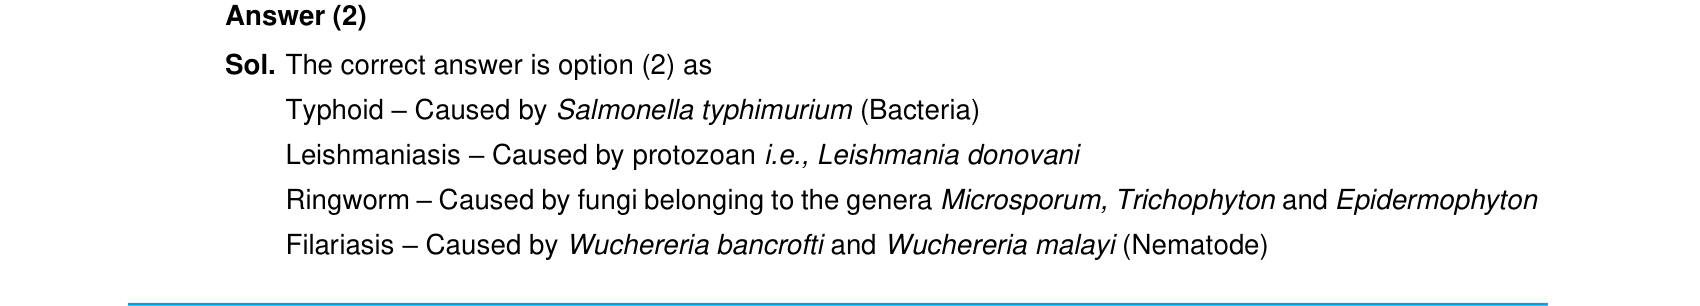 Answer (2)
Sol. The correct answer is option (2) as
Typhoid – Caused by Salmonella typhimurium (Bacteria)
Leishmaniasis – Caused by protozoan i.e., Leishmania donovani
Ringworm – Caused by fungi belonging to the genera Microsporum, Trichophyton and Epidermophyton
Filariasis – Caused by Wuchereria bancrofti and Wuchereria malayi (Nematode)